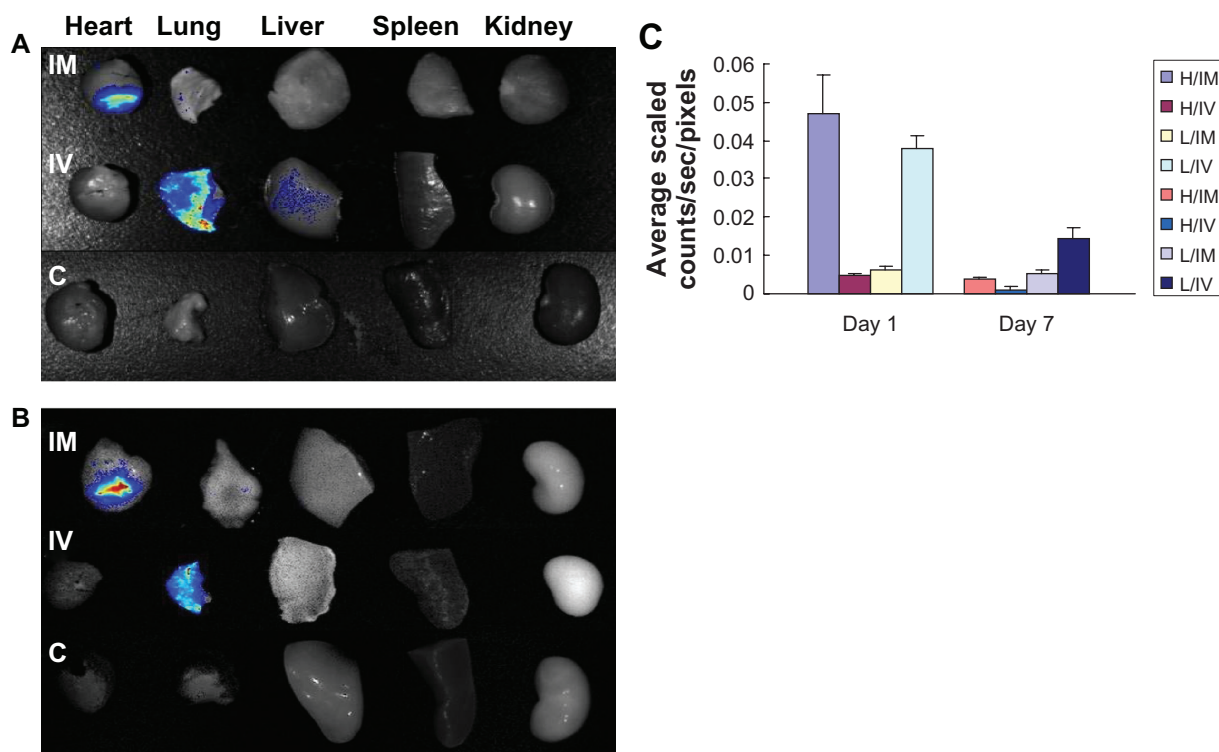 Heart Lung Liver Spleen Kidney
A
IM
IV
C
B
IM
IV
C
C
Average scaled
counts/sec/pixels
0.06
0.05
0.04
0.03
0.02
0.01
0
Day 1 Day 7
H/IM
H/IV
L/IM
L/IV
H/IM
H/IV
L/IM
L/IV